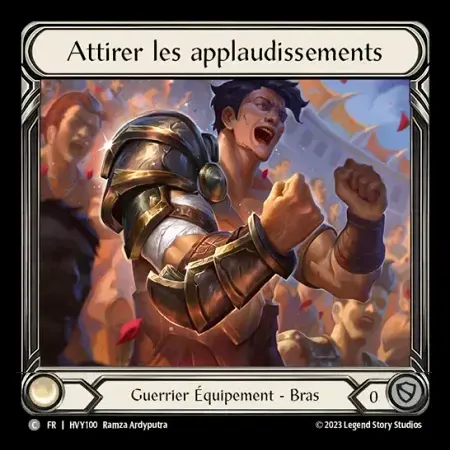 Attirer les applaudissements
Guerrier Équipement - Bras
0
C FR | HVY100 Ramza Ardyputra
©2023 Legend Story Studios